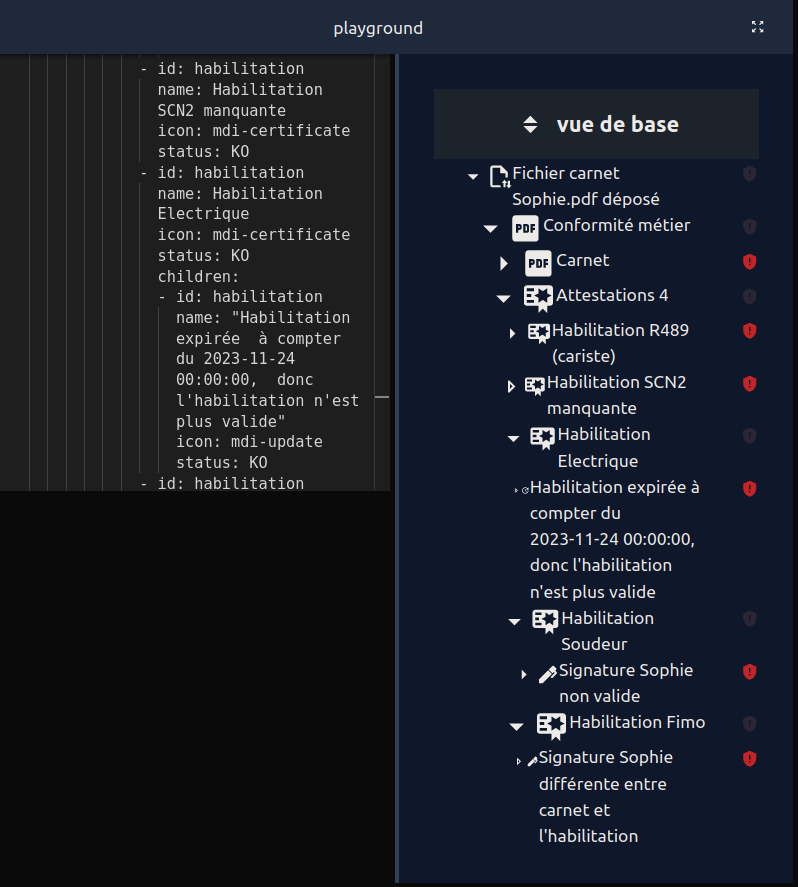 playground
- id: habilitation
name: Habilitation
SCN2 manquante
icon: mdi-certificate
status: KO
- id: habilitation
name: Habilitation
Electrique
icon: mdi-certificate
status: KO
children:
- id: habilitation
name: "Habilitation
expirée  à compter
du 2023-11-24
00:00:00,  donc
l'habilitation n'est
plus valide"
icon: mdi-update
status: KO
- id: habilitation
vue de base
Fichier carnet
Sophie.pdf déposé
PDF Conformité métier
PDF Carnet
Attestations 4
Habilitation R489
(cariste)
Habilitation SCN2
manquante
Habilitation
Electrique
Habilitation expirée à
compter du
2023-11-24 00:00:00,
donc l'habilitation
n'est plus valide
Habilitation
Soudeur
Signature Sophie
non valide
Habilitation Fimo
Signature Sophie
différente entre
carnet et
l'habilitation